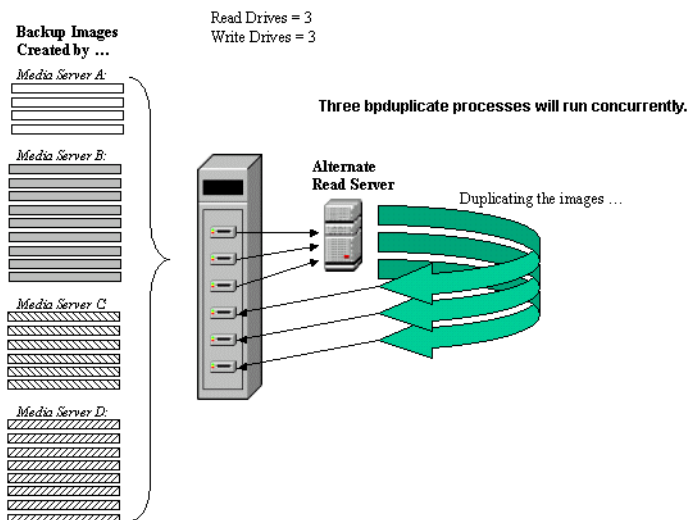 Read Drives = 3
Write Drives = 3
Backup Images
Created by ...
Media Server A:
Three bpduplicate processes will run concurrently.
Media Server B:
Alternate
Read Server
Duplicating the images ...
Media Server C
Media Server D: